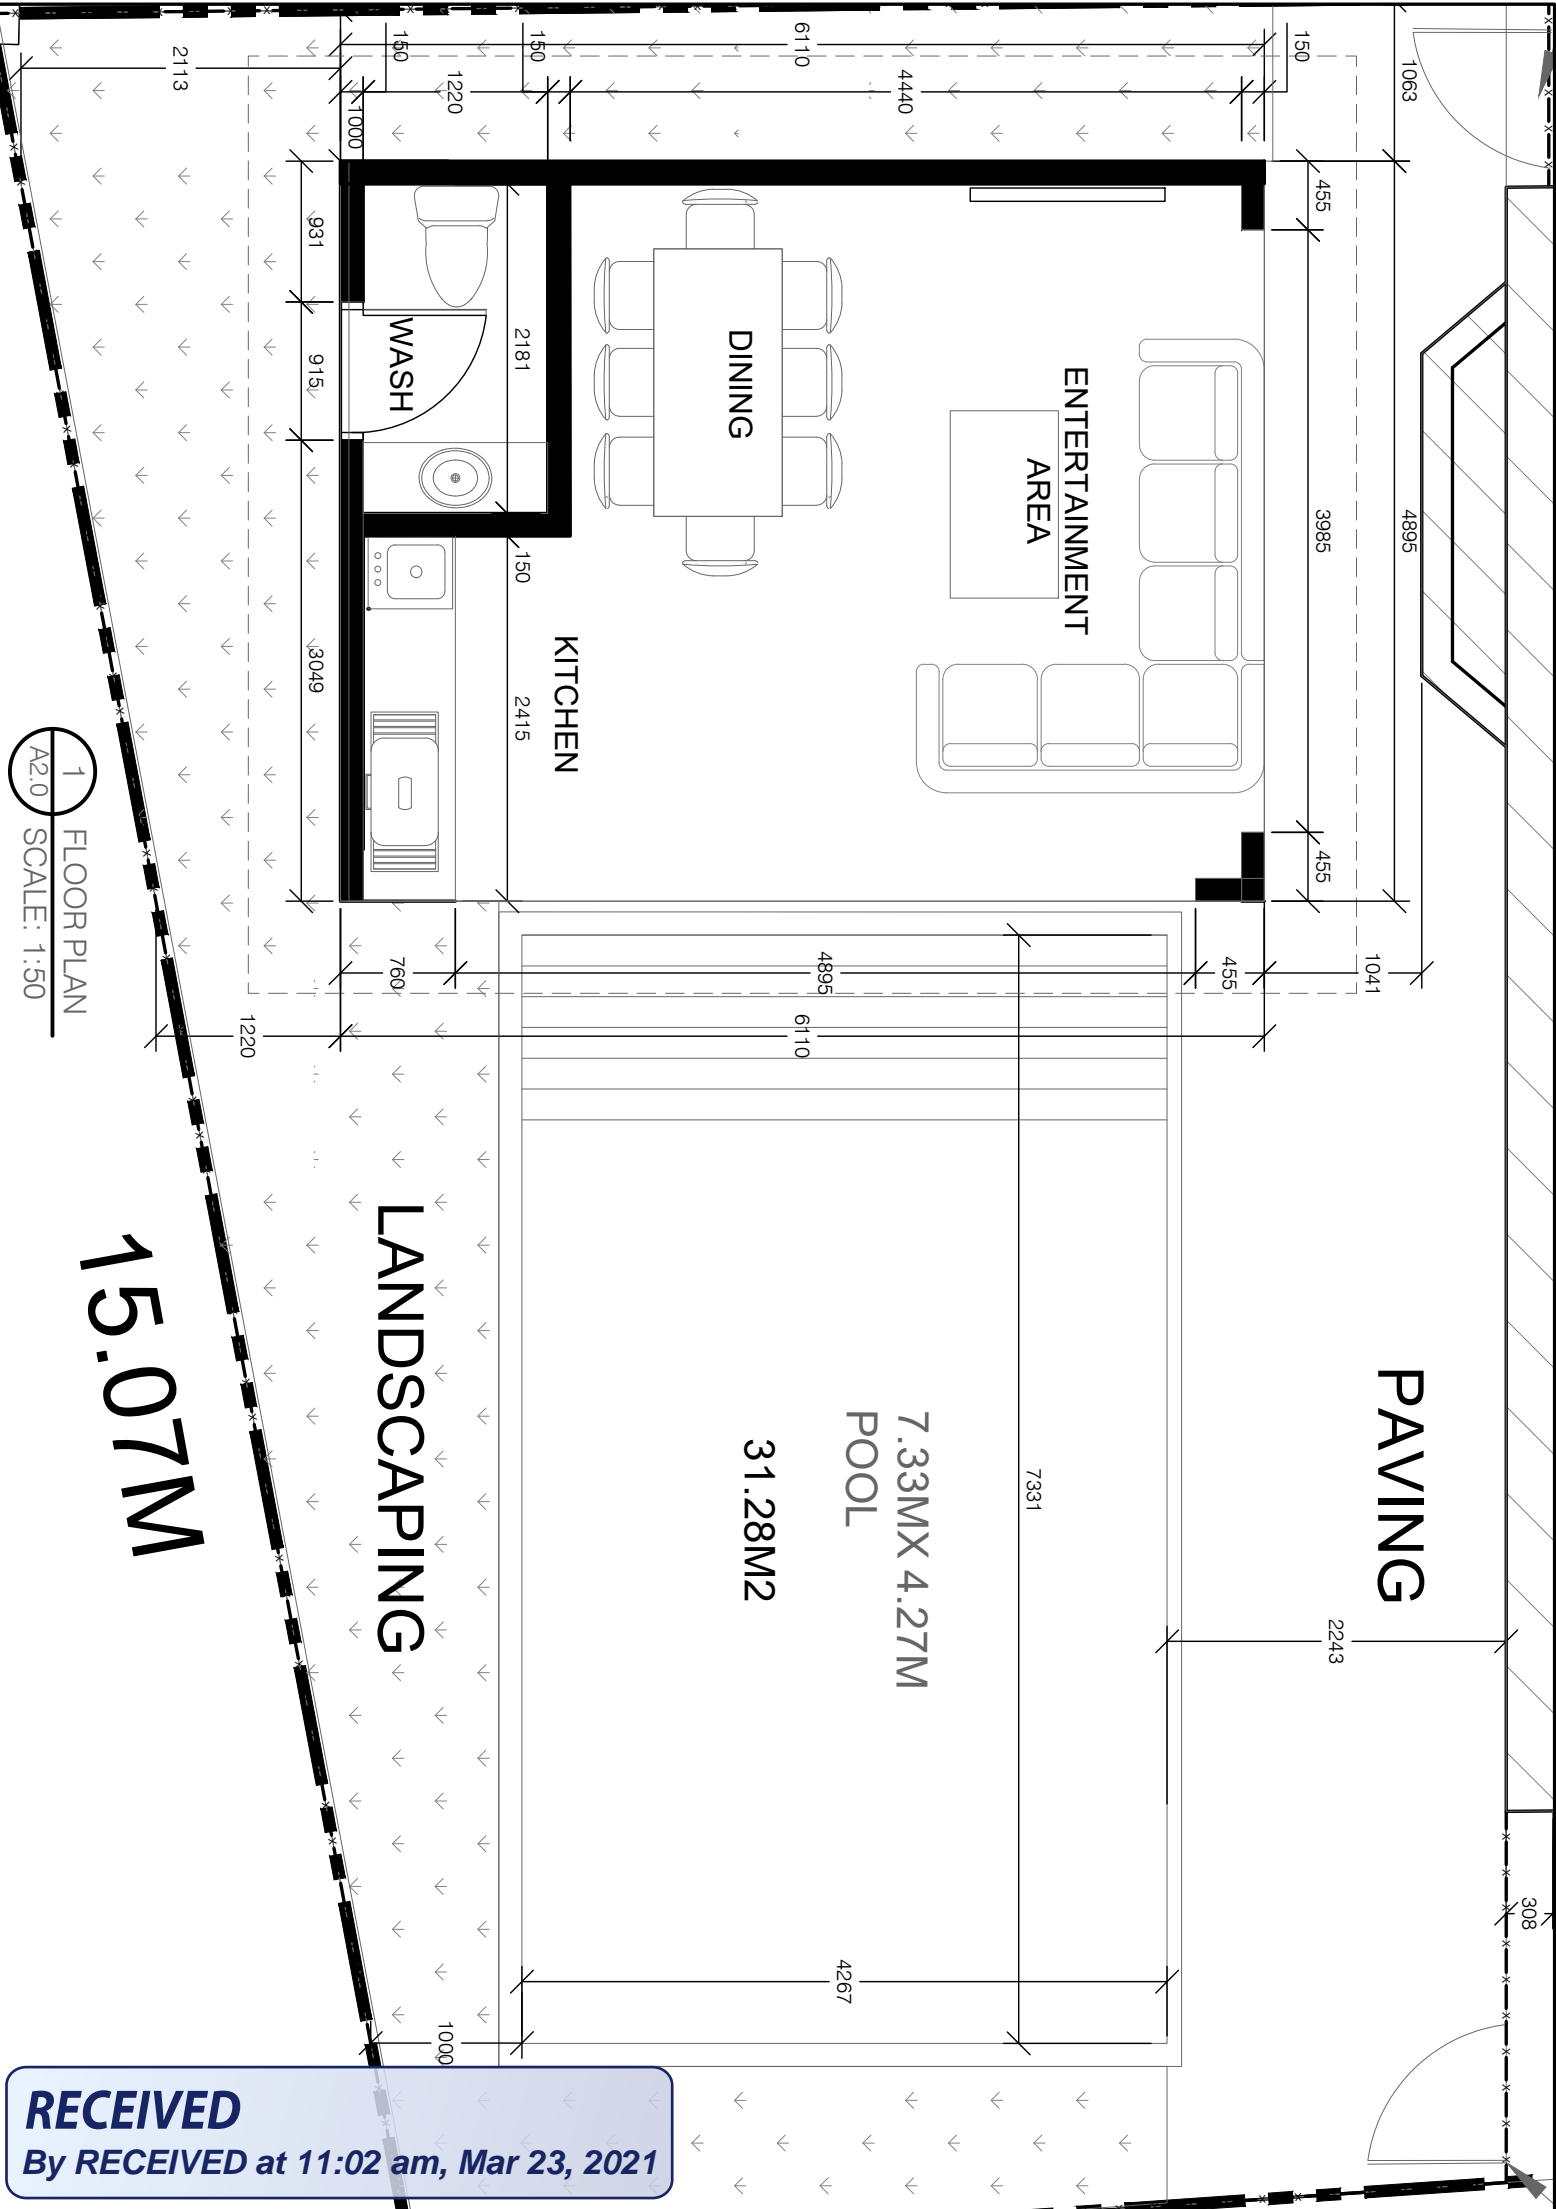 150
1063
455
3985
4895
455
1041
6110
4440
150
1220
150
1000
2113
931
915
3049
2181
150
2415
WASH
DINING
ENTERTAINMENT
AREA
KITCHEN
760
4895
455
6110
1220
1
A2.0
FLOOR PLAN
SCALE: 1:50
PAVING
2243
308
7331
7.33MX 4.27M
POOL
31.28M2
4267
1000
LANDSCAPING
15.07M
RECEIVED
By RECEIVED at 11:02 am, Mar 23, 2021